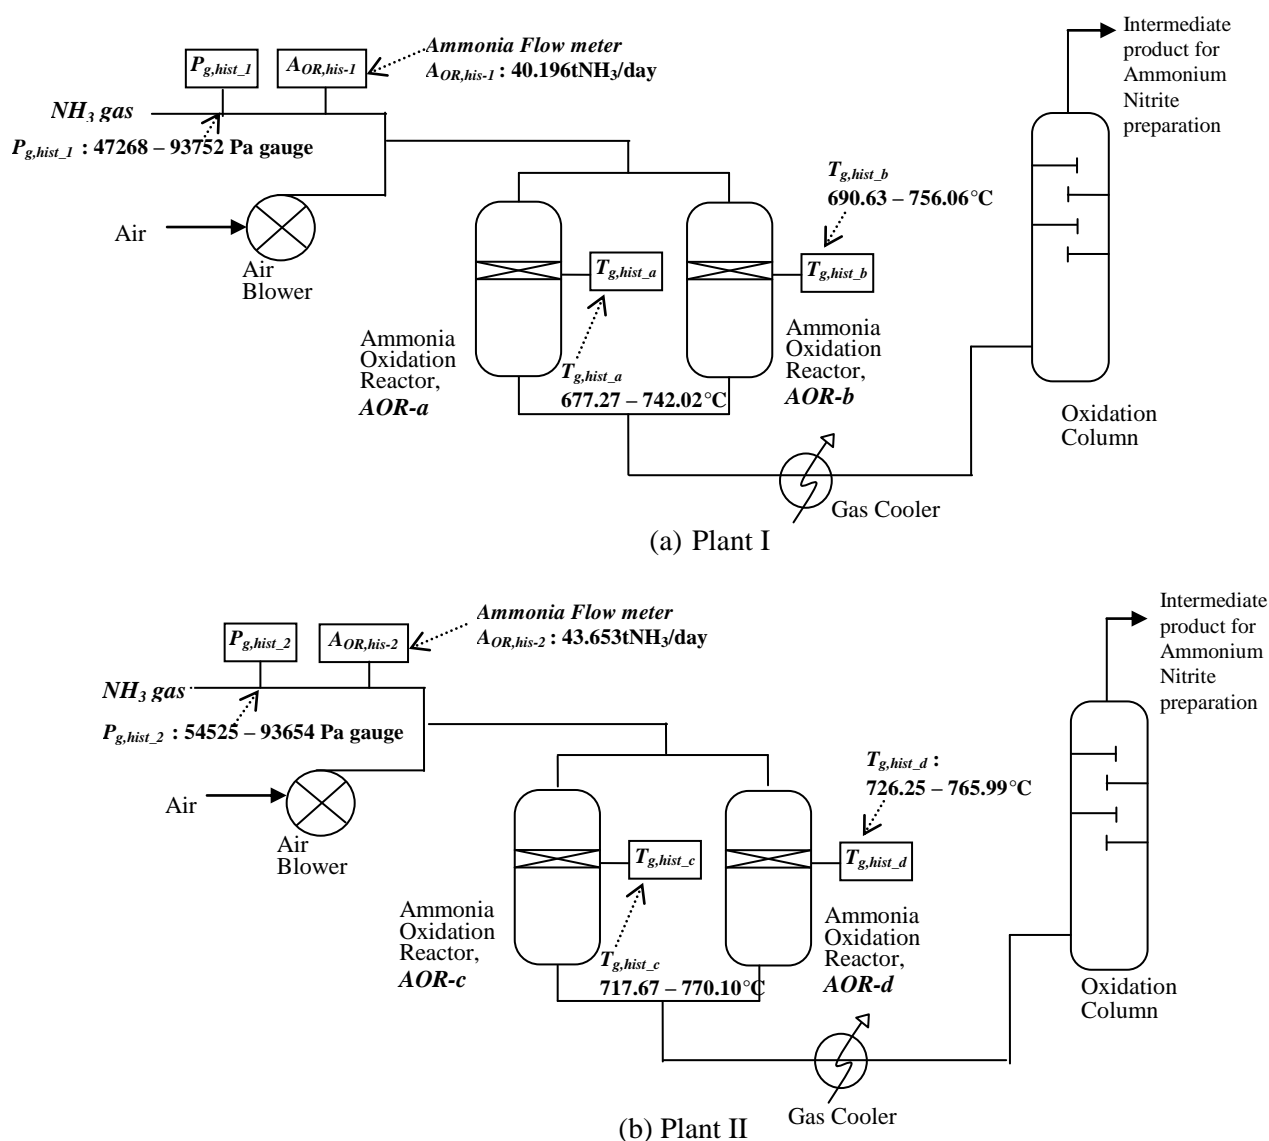 Intermediate
product for
Ammonium
Nitrite
preparation
Ammonia Flow meter
A_OR,his-1 : 40.196tNH₃/day
P_g,hist_1
A_OR,his-1
NH₃ gas
P_g,hist_1 : 47268 – 93752 Pa gauge
Air
Air
Blower
T_g,hist_b
690.63 – 756.06°C
T_g,hist_a
T_g,hist_b
Ammonia
Oxidation
Reactor,
AOR-a
T_g,hist_a
677.27 – 742.02°C
Ammonia
Oxidation
Reactor,
AOR-b
Oxidation
Column
Gas Cooler
(a) Plant I
Intermediate
product for
Ammonium
Nitrite
preparation
Ammonia Flow meter
A_OR,his-2 : 43.653tNH₃/day
P_g,hist_2
A_OR,his-2
NH₃ gas
P_g,hist_2 : 54525 – 93654 Pa gauge
Air
Air
Blower
T_g,hist_d :
726.25 – 765.99°C
T_g,hist_c
T_g,hist_d
Ammonia
Oxidation
Reactor,
AOR-c
T_g,hist_c
717.67 – 770.10°C
Ammonia
Oxidation
Reactor,
AOR-d
Oxidation
Column
Gas Cooler
(b) Plant II